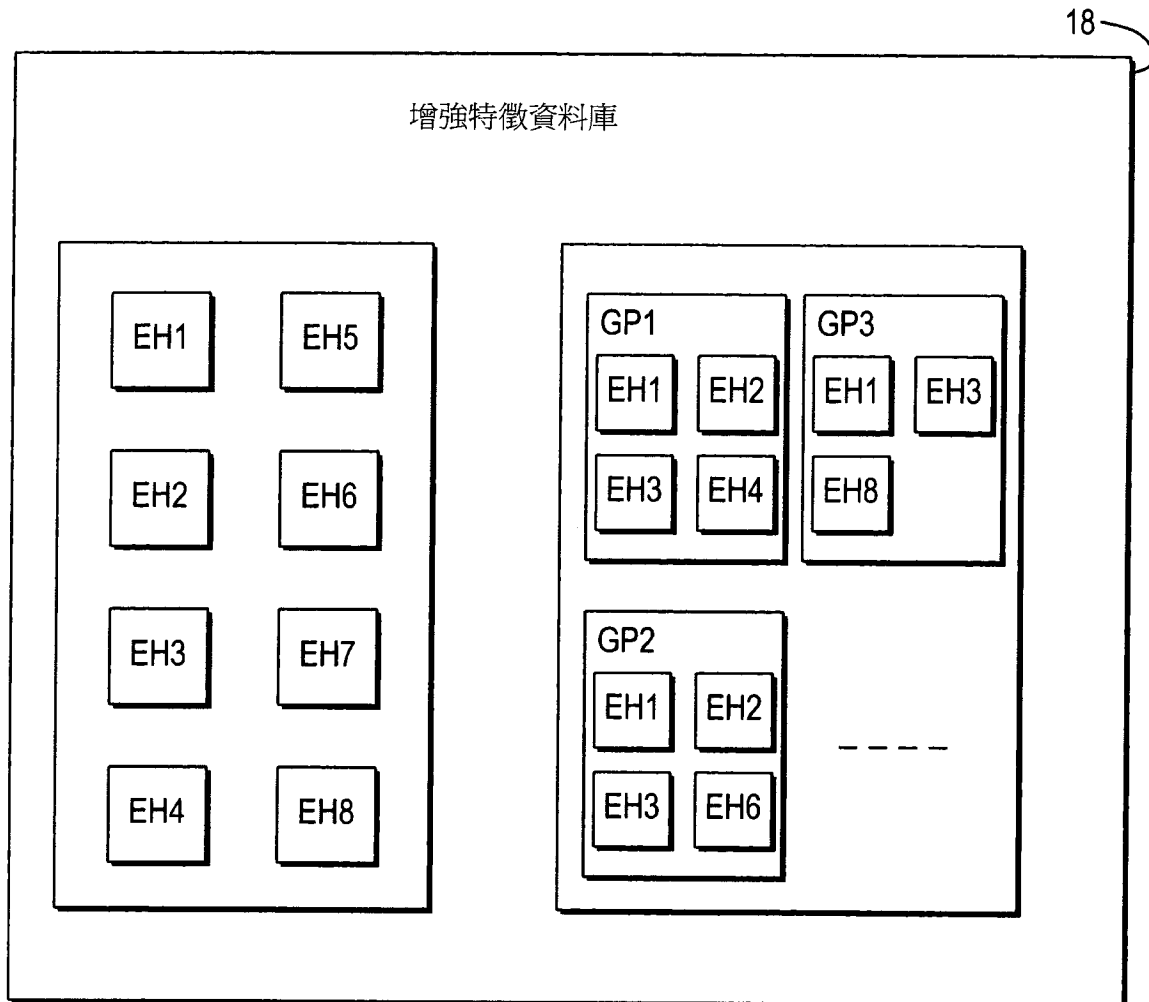 18
增強特徵資料庫
EH1 EH5
EH2 EH6
EH3 EH7
EH4 EH8
GP1
EH1 EH2
EH3 EH4
GP3
EH1 EH3
EH8
GP2
EH1 EH2
EH3 EH6